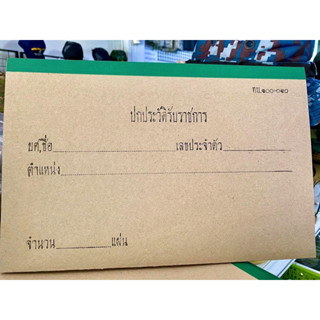 ทบ.๑๐๐-๐๑๐
ปกประวัติรับราชการ
ยศ,ชื่อ เลขประจำตัว
ตำแหน่ง
จำนวน แผ่น